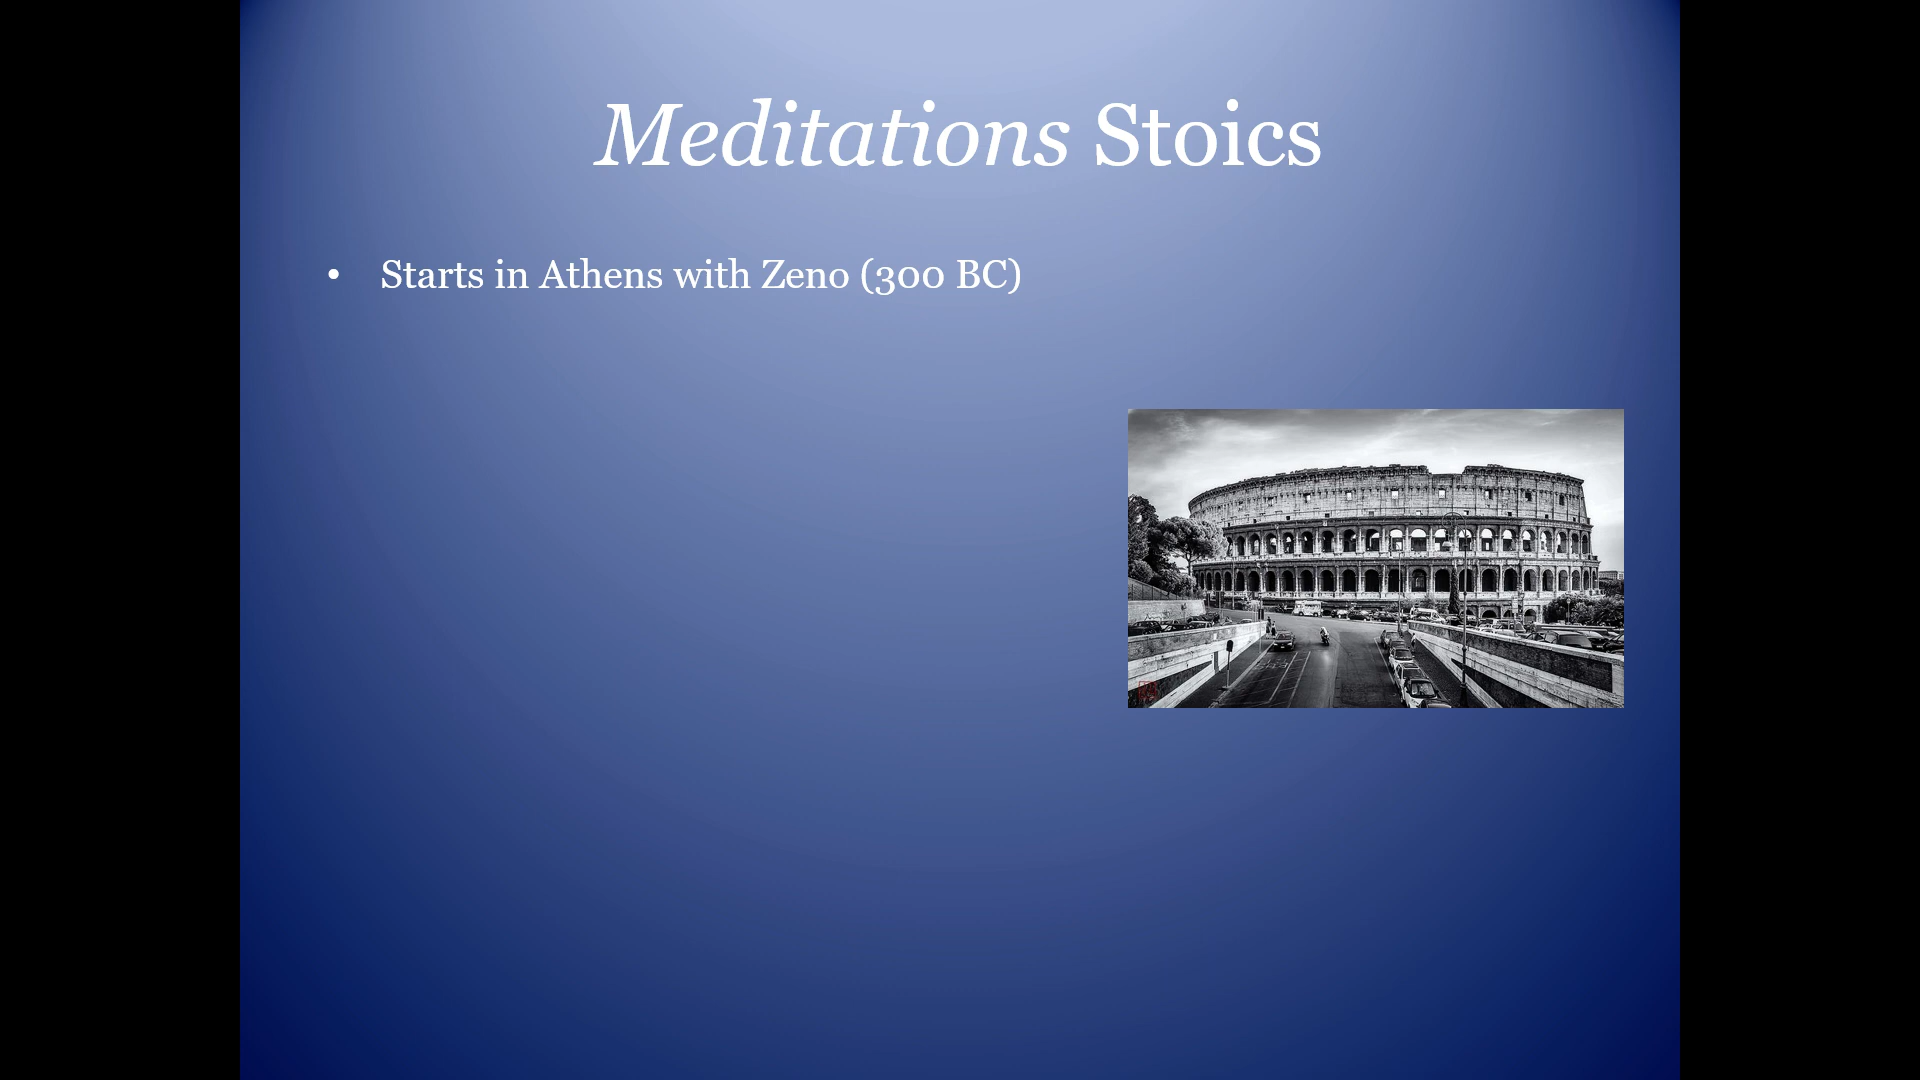 Meditations Stoics
• Starts in Athens with Zeno (300 BC)